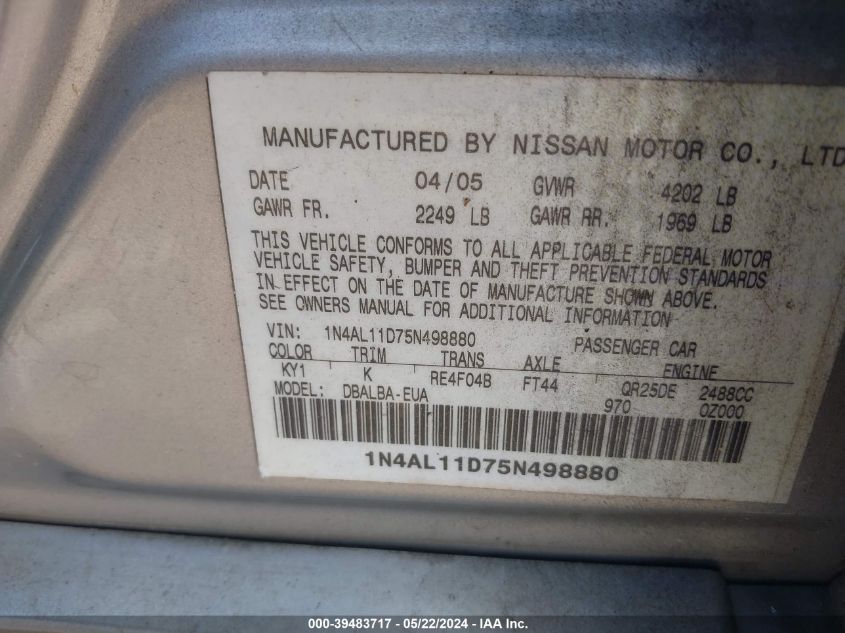 MANUFACTURED BY NISSAN MOTOR CO., LTD
DATE 04/05 GVWR 4202 LB
GAWR FR. 2249 LB GAWR RR. 1969 LB
THIS VEHICLE CONFORMS TO ALL APPLICABLE FEDERAL MOTOR
VEHICLE SAFETY, BUMPER AND THEFT PREVENTION STANDARDS
IN EFFECT ON THE DATE OF MANUFACTURE SHOWN ABOVE.
SEE OWNERS MANUAL FOR ADDITIONAL INFORMATION
VIN: 1N4AL11D75N498880 PASSENGER CAR
COLOR TRIM TRANS AXLE ENGINE
KY1 K RE4F04B FT44 QR25DE 2488CC
MODEL: DBALBA-EUA 970 0Z000
1N4AL11D75N498880
000-39483717 - 05/22/2024 - IAA Inc.